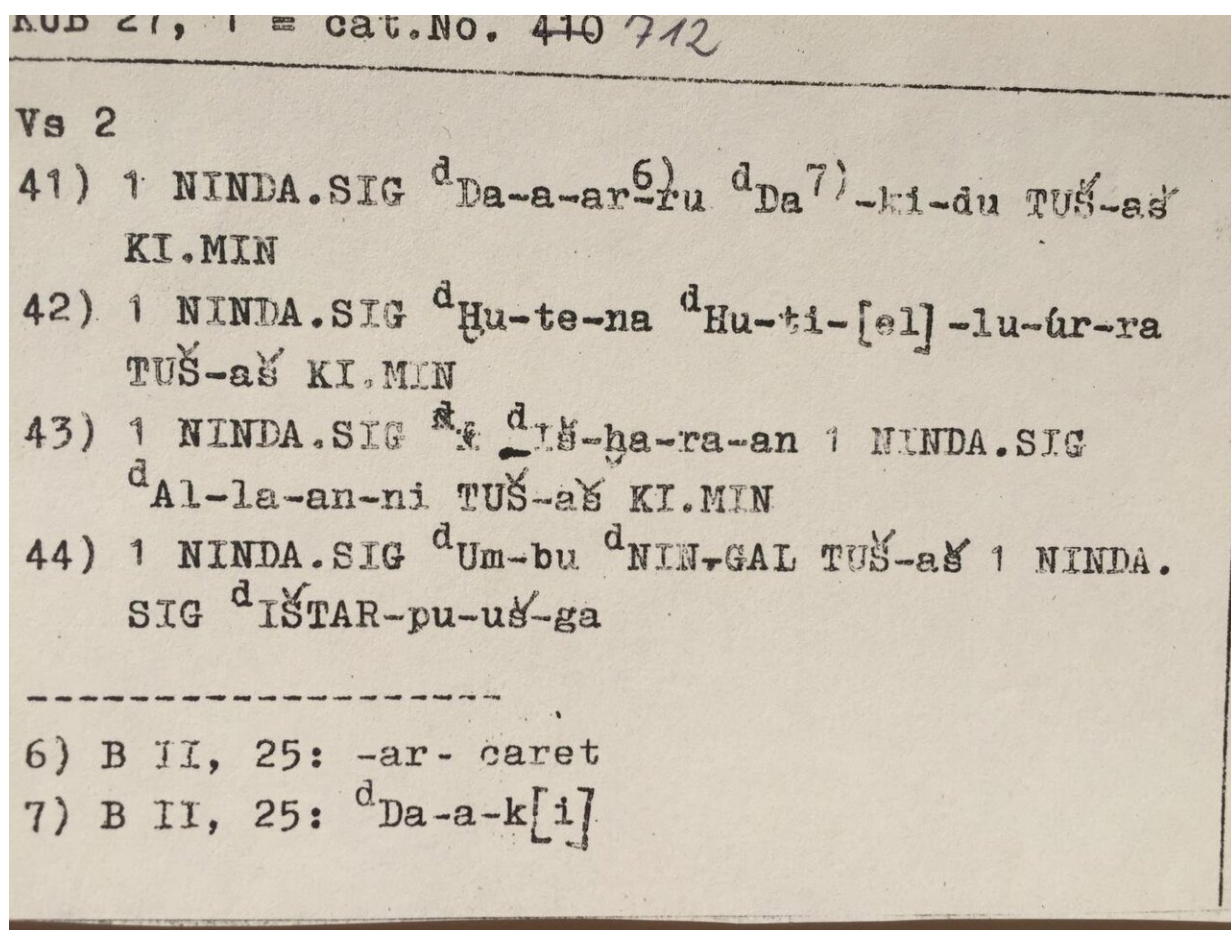 KUB 27, 1 = cat.No. 410 712
Vs 2
41) 1 NINDA.SIG ᵈDa-a-ar⁶⁾-ru ᵈDa⁷⁾-ki-du TUŠ-aš
KI.MIN
42) 1 NINDA.SIG ᵈḪu-te-na ᵈHu-ti-[el]-lu-úr-ra
TUŠ-aš KI.MIN
43) 1 NINDA.SIG ᵈIš-ḫa-ra-an 1 NINDA.SIG
ᵈAl-la-an-ni TUŠ-aš KI.MIN
44) 1 NINDA.SIG ᵈUm-bu ᵈNIN.GAL TUŠ-aš 1 NINDA.
SIG ᵈIŠTAR-pu-uš-ga
--------------------
6) B II, 25: -ar- caret
7) B II, 25: ᵈDa-a-k[i]